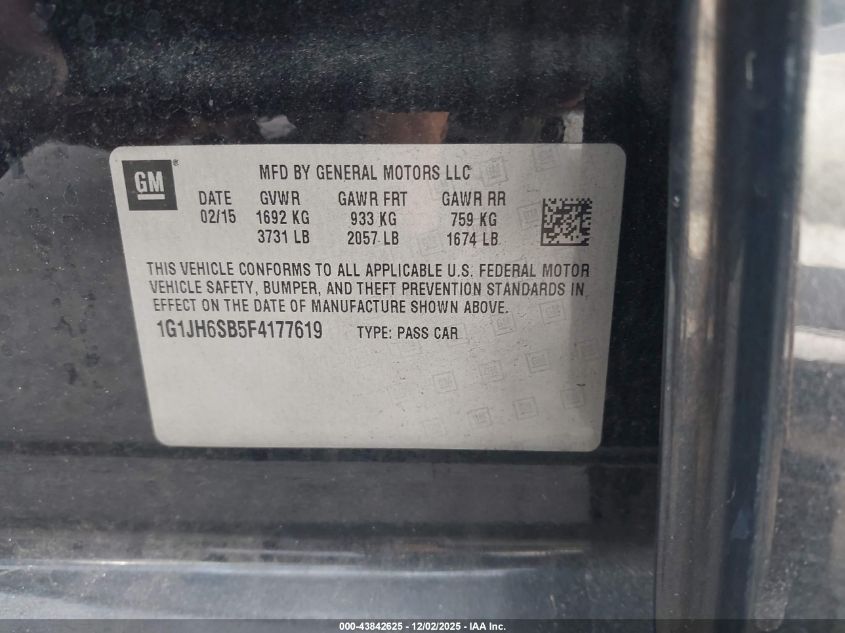 GM ®
MFD BY GENERAL MOTORS LLC
DATE GVWR GAWR FRT GAWR RR
02/15 1692 KG 933 KG 759 KG
3731 LB 2057 LB 1674 LB
THIS VEHICLE CONFORMS TO ALL APPLICABLE U.S. FEDERAL MOTOR
VEHICLE SAFETY, BUMPER, AND THEFT PREVENTION STANDARDS IN
EFFECT ON THE DATE OF MANUFACTURE SHOWN ABOVE.
1G1JH6SB5F4177619 TYPE: PASS CAR
000-43842625 - 12/02/2025 - IAA Inc.